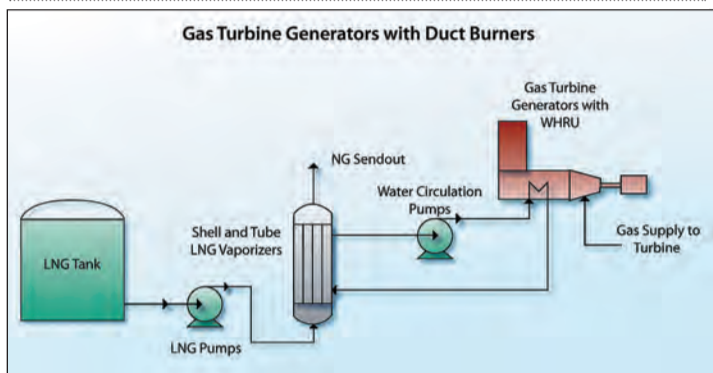 Gas Turbine Generators with Duct Burners
Gas Turbine
Generators with
WHRU
NG Sendout
Water Circulation
Pumps
Shell and Tube
LNG Vaporizers
Gas Supply to
Turbine
LNG Tank
LNG Pumps